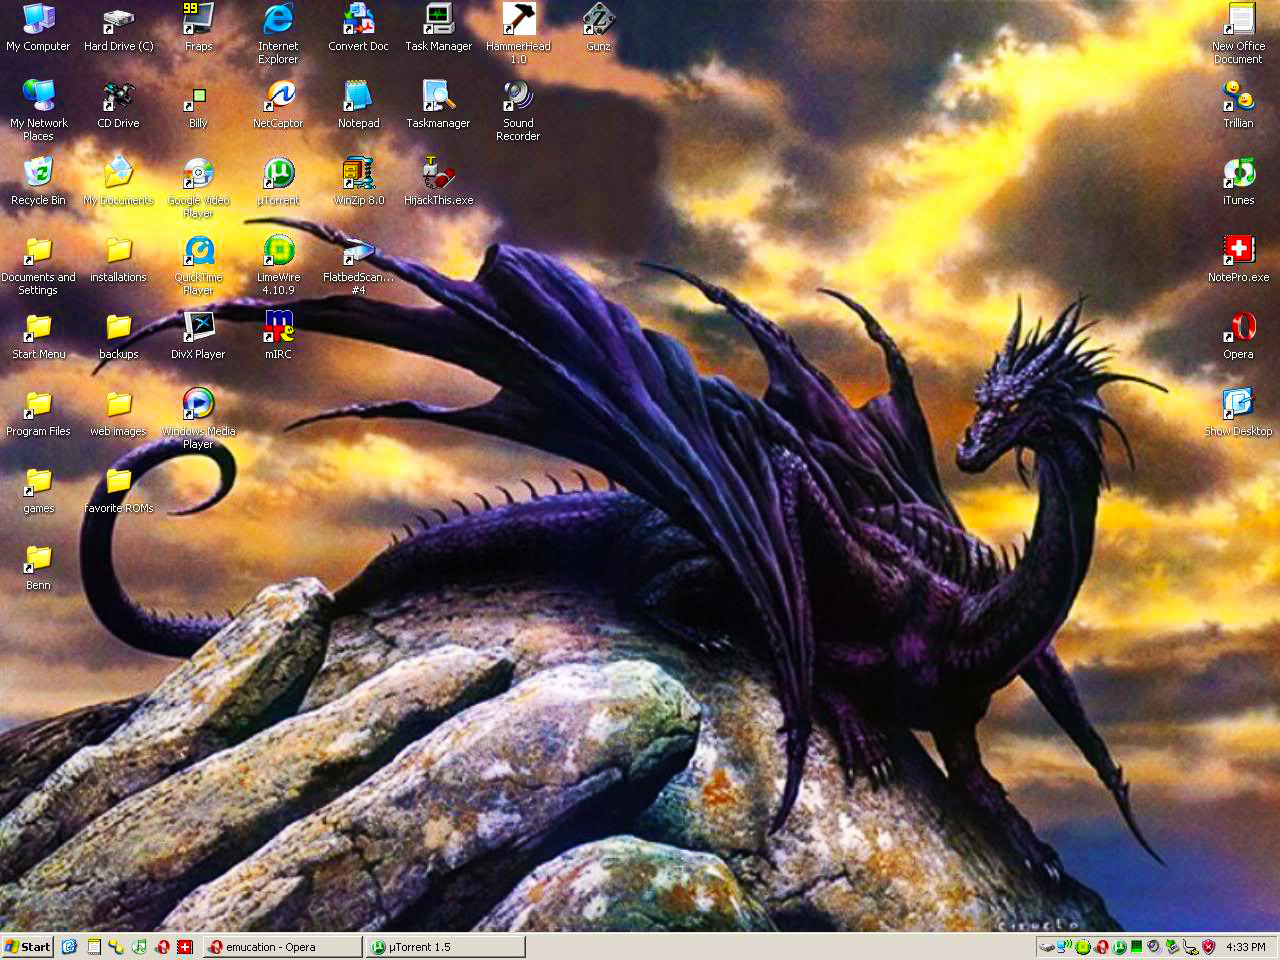 My Computer
Hard Drive (C)
99
Fraps
Internet
Explorer
Convert Doc
Task Manager
HammerHead
1.0
Gunz
New Office
Document
My Network
Places
CD Drive
Billy
NetCaptor
Notepad
Taskmanager
Sound
Recorder
Trillian
Recycle Bin
My Documents
Google Video
Player
µTorrent
WinZip 8.0
HijackThis.exe
iTunes
Documents and
Settings
installations
QuickTime
Player
LimeWire
4.10.9
FlatbedScan...
#4
NotePro.exe
Start Menu
backups
DivX Player
mIRC
Opera
Program Files
web images
Windows Media
Player
Show Desktop
games
favorite ROMs
Benn
Start
emucation - Opera
µTorrent 1.5
4:33 PM